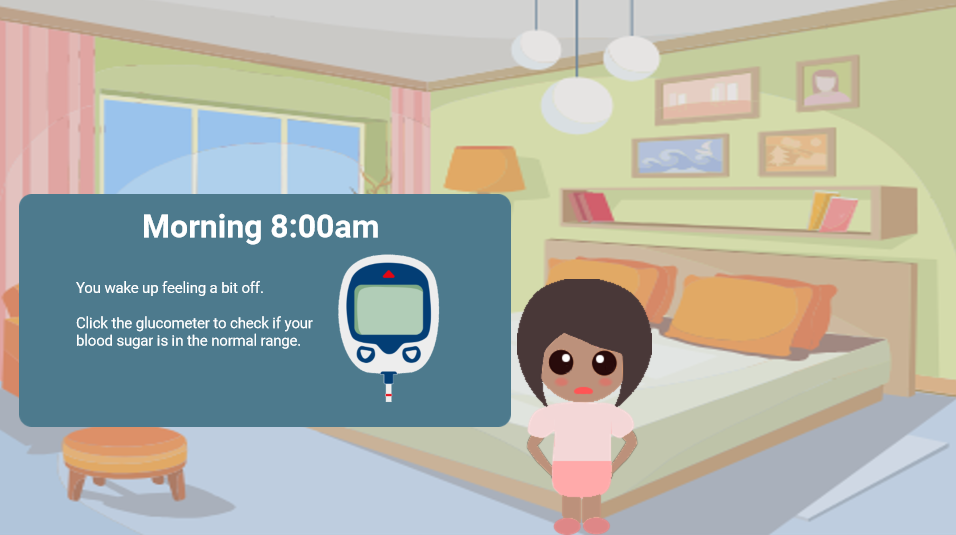 Morning 8:00am
You wake up feeling a bit off.
Click the glucometer to check if your
blood sugar is in the normal range.